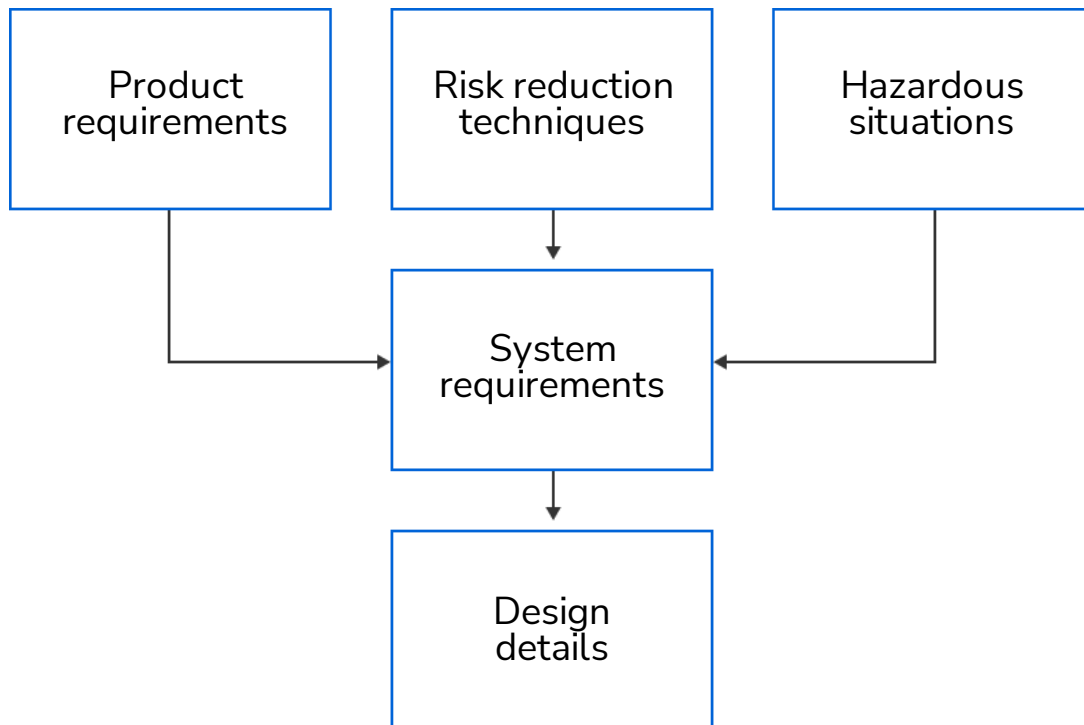 Product
requirements
Risk reduction
techniques
Hazardous
situations
System
requirements
Design
details